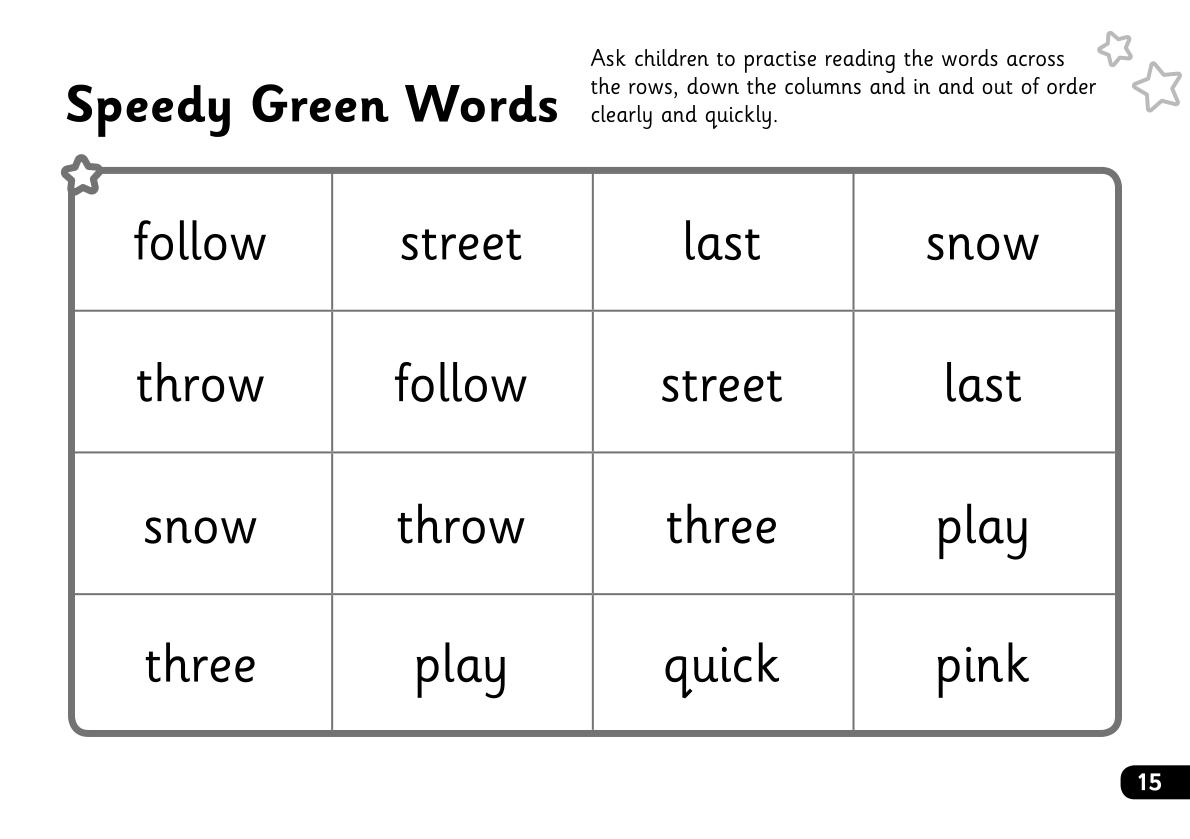 Speedy Green Words
Ask children to practise reading the words across
the rows, down the columns and in and out of order
clearly and quickly.
follow street last snow
throw follow street last
snow throw three play
three play quick pink
15